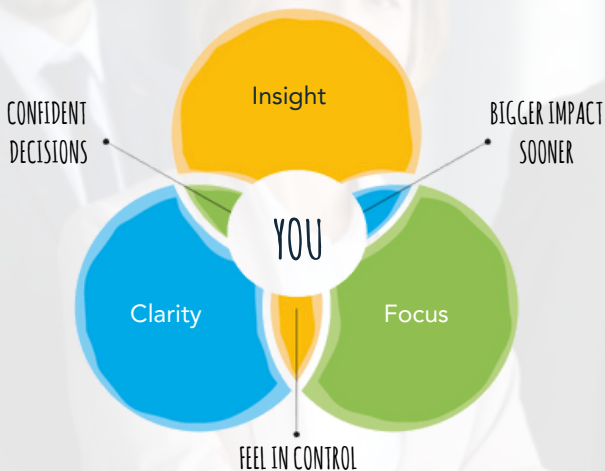 Insight
CONFIDENT
DECISIONS
BIGGER IMPACT
SOONER
YOU
Clarity
Focus
FEEL IN CONTROL